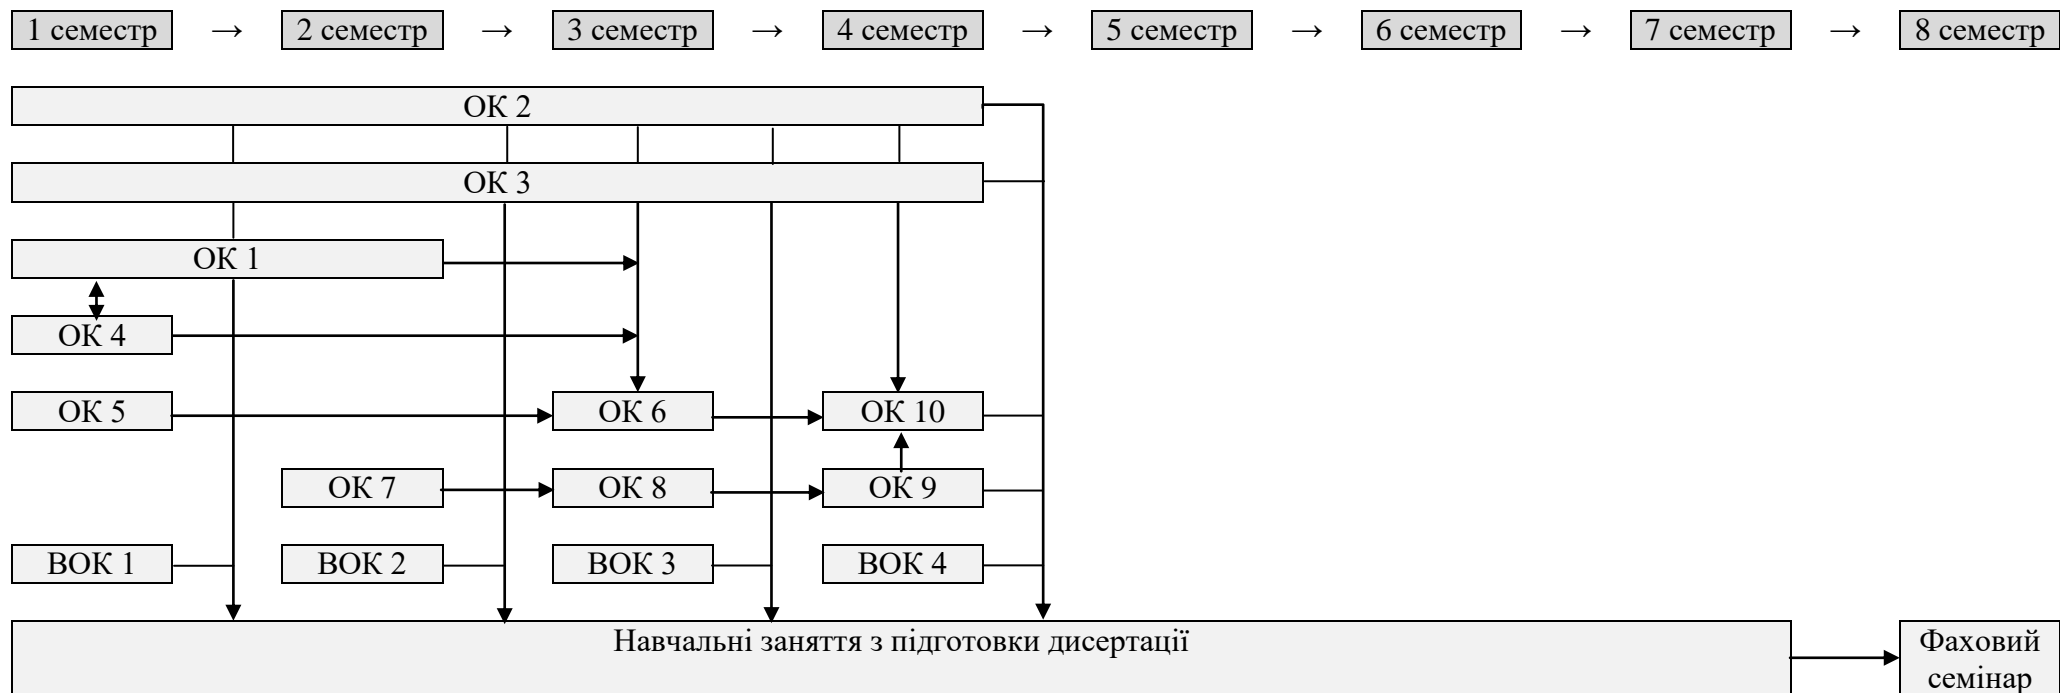 1 семестр → 2 семестр → 3 семестр → 4 семестр → 5 семестр → 6 семестр → 7 семестр → 8 семестр
ОК 2
ОК 3
ОК 1
ОК 4
ОК 5 ОК 6 ОК 10
ОК 7 ОК 8 ОК 9
ВОК 1 ВОК 2 ВОК 3 ВОК 4
Навчальні заняття з підготовки дисертації
Фаховий
семінар